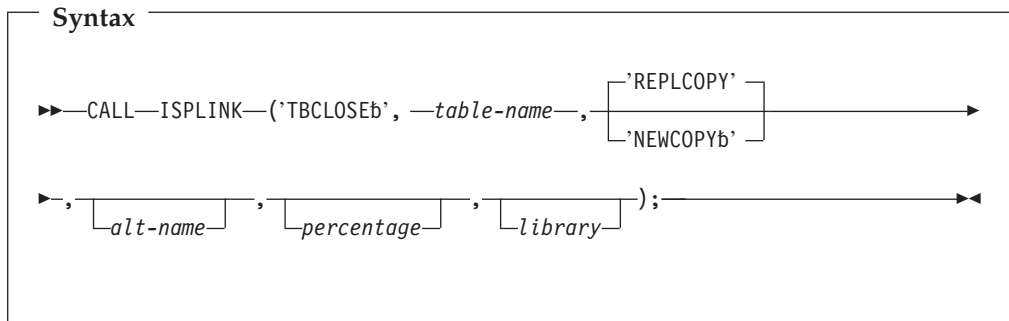 Syntax
'REPLCOPY'
CALL ISPLINK ('TBCLOSEƀ', table-name ,
'NEWCOPYƀ'
, , , );
alt-name percentage library